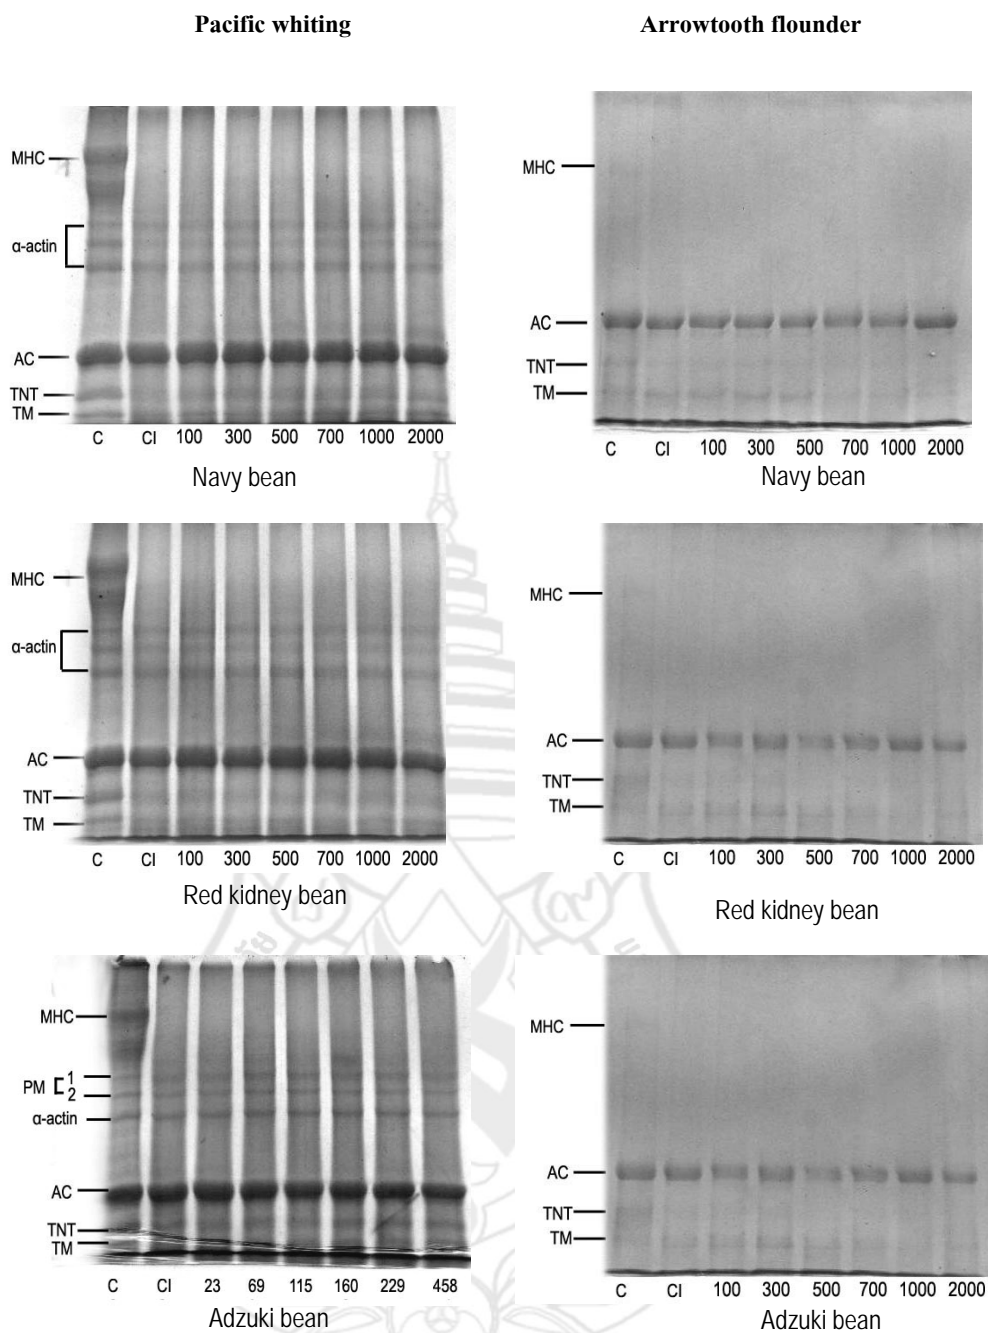 Pacific whiting
Arrowtooth flounder
MHC
α-actin
AC
TNT
TM
C CI 100 300 500 700 1000 2000
Navy bean
MHC
AC
TNT
TM
C CI 100 300 500 700 1000 2000
Navy bean
MHC
α-actin
AC
TNT
TM
C CI 100 300 500 700 1000 2000
Red kidney bean
MHC
AC
TNT
TM
C CI 100 300 500 700 1000 2000
Red kidney bean
MHC
PM 1
2
α-actin
AC
TNT
TM
C CI 23 69 115 160 229 458
Adzuki bean
MHC
AC
TNT
TM
C CI 100 300 500 700 1000 2000
Adzuki bean